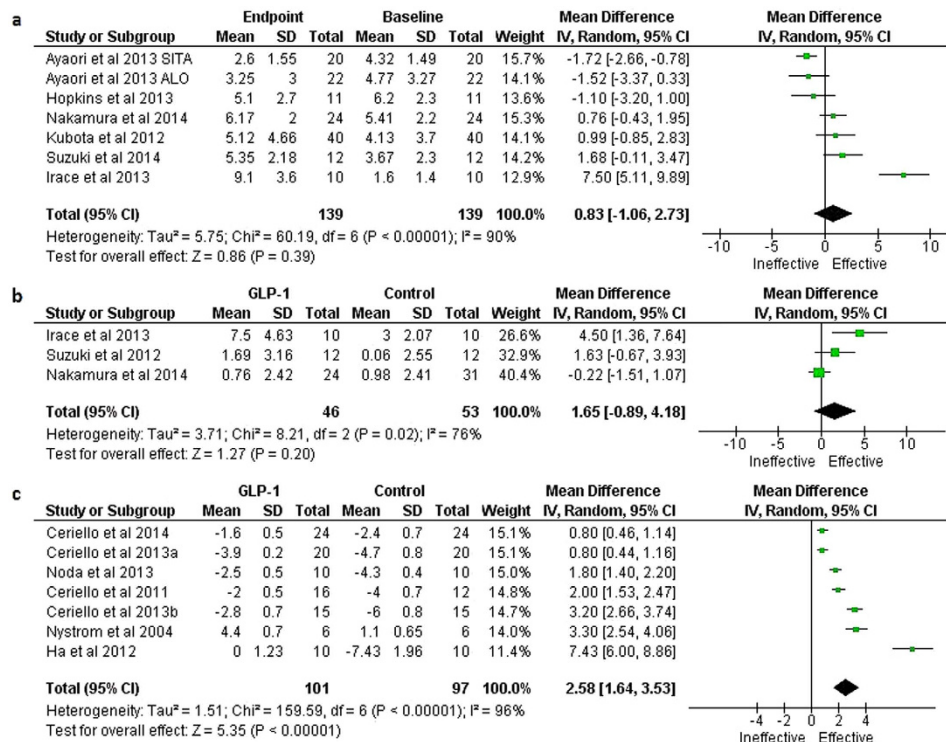 a
Endpoint Baseline Mean Difference Mean Difference
Study or Subgroup Mean SD Total Mean SD Total Weight IV, Random, 95% CI IV, Random, 95% CI
Ayaori et al 2013 SITA 2.6 1.55 20 4.32 1.49 20 15.7% -1.72 [-2.66, -0.78]
Ayaori et al 2013 ALO 3.25 3 22 4.77 3.27 22 14.9% -1.52 [-3.37, 0.33]
Hopkins et al 2013 5.1 2.7 11 6.2 2.3 11 13.6% -1.10 [-3.20, 1.00]
Nakamura et al 2014 6.17 2 24 5.41 2.2 24 15.3% 0.76 [-0.43, 1.95]
Kubota et al 2012 5.12 4.66 40 4.13 3.7 40 14.1% 0.99 [-0.85, 2.83]
Suzuki et al 2014 5.35 2.18 12 3.67 2.3 12 14.2% 1.68 [-0.11, 3.47]
Irace et al 2013 9.1 3.6 10 1.6 1.4 10 12.9% 7.50 [5.11, 9.89]
Total (95% CI) 139 139 100.0% 0.83 [-1.06, 2.73]
Heterogeneity: Tau² = 5.75; Chi² = 60.19, df = 6 (P < 0.00001); I² = 90%
Test for overall effect: Z = 0.86 (P = 0.39)
-10 -5 0 5 10
Ineffective Effective
b
GLP-1 Control Mean Difference Mean Difference
Study or Subgroup Mean SD Total Mean SD Total Weight IV, Random, 95% CI IV, Random, 95% CI
Irace et al 2013 7.5 4.63 10 3 2.07 10 26.6% 4.50 [1.36, 7.64]
Suzuki et al 2012 1.69 3.16 12 0.06 2.55 12 32.9% 1.63 [-0.67, 3.93]
Nakamura et al 2014 0.76 2.42 24 0.98 2.41 31 40.4% -0.22 [-1.51, 1.07]
Total (95% CI) 46 53 100.0% 1.65 [-0.89, 4.18]
Heterogeneity: Tau² = 3.71; Chi² = 8.21, df = 2 (P = 0.02); I² = 76%
Test for overall effect: Z = 1.27 (P = 0.20)
-10 -5 0 5 10
Ineffective Effective
c
GLP-1 Control Mean Difference Mean Difference
Study or Subgroup Mean SD Total Mean SD Total Weight IV, Random, 95% CI IV, Random, 95% CI
Ceriello et al 2014 -1.6 0.5 24 -2.4 0.7 24 15.1% 0.80 [0.46, 1.14]
Ceriello et al 2013a -3.9 0.2 20 -4.7 0.8 20 15.1% 0.80 [0.44, 1.16]
Noda et al 2013 -2.5 0.5 10 -4.3 0.4 10 15.0% 1.80 [1.40, 2.20]
Ceriello et al 2011 -2 0.5 16 -4 0.7 12 14.8% 2.00 [1.53, 2.47]
Ceriello et al 2013b -2.8 0.7 15 -6 0.8 15 14.7% 3.20 [2.66, 3.74]
Nystrom et al 2004 4.4 0.7 6 1.1 0.65 6 14.0% 3.30 [2.54, 4.06]
Ha et al 2012 0 1.23 10 -7.43 1.96 10 11.4% 7.43 [6.00, 8.86]
Total (95% CI) 101 97 100.0% 2.58 [1.64, 3.53]
Heterogeneity: Tau² = 1.51; Chi² = 159.59, df = 6 (P < 0.00001); I² = 96%
Test for overall effect: Z = 5.35 (P < 0.00001)
-4 -2 0 2 4
Ineffective Effective